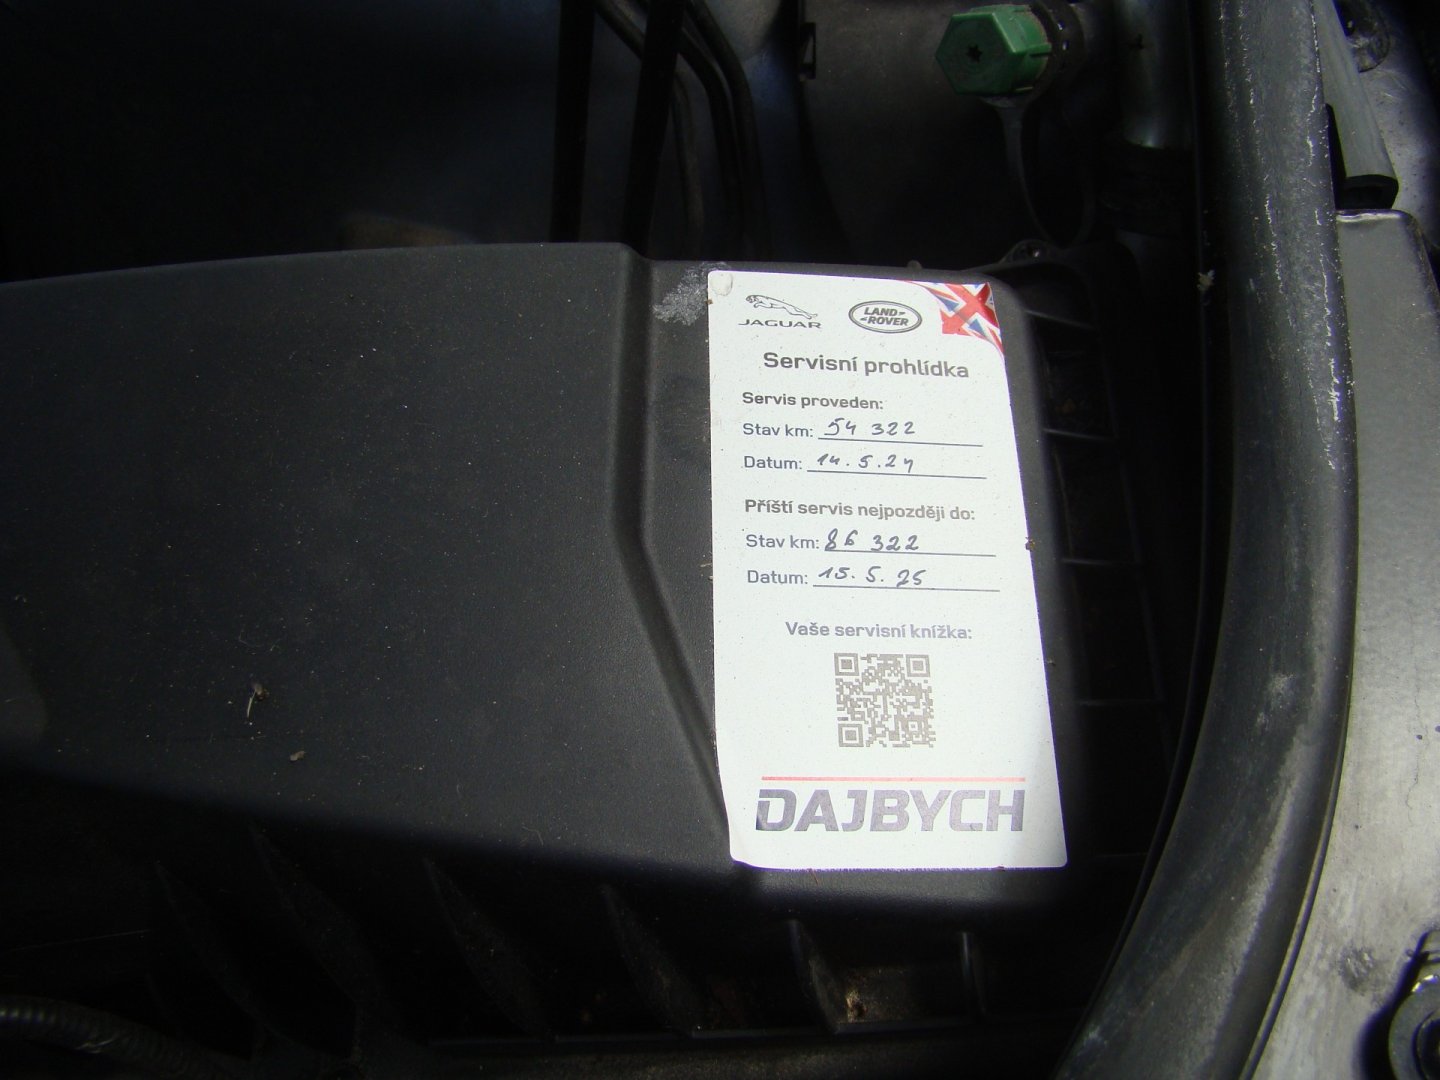 JAGUAR
LAND ROVER
Servisní prohlídka
Servis proveden:
Stav km: 54 322
Datum: 14.5.24
Příští servis nejpozději do:
Stav km: 86 322
Datum: 15.5.25
Vaše servisní knížka:
DAJBYCH